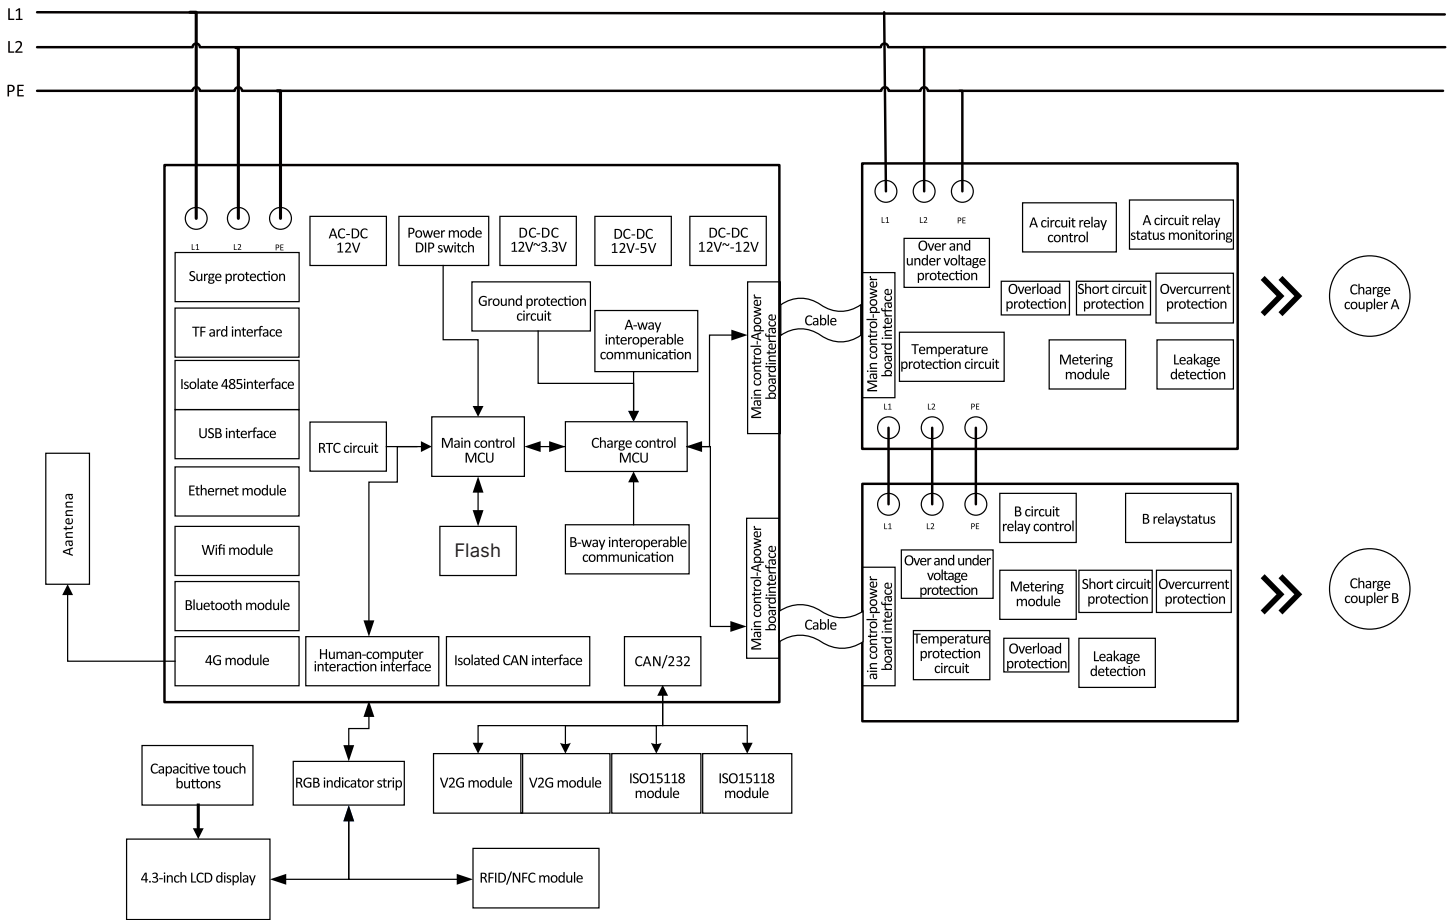 L1
L2
PE
L1
L2
PE
AC-DC
12V
Power mode
DIP switch
DC-DC
12V~3.3V
DC-DC
12V-5V
DC-DC
12V~-12V
Surge protection
TF ard interface
Isolate 485interface
USB interface
Ethernet module
Wifi module
Bluetooth module
4G module
Aantenna
Ground protection
circuit
A-way
interoperable
communication
RTC circuit
Main control
MCU
Charge control
MCU
Flash
B-way interoperable
communication
Human-computer
interaction interface
Isolated CAN interface
CAN/232
Main control-Apower
boardinterface
Main control-Apower
boardinterface
Cable
Cable
L1
L2
PE
A circuit relay
control
A circuit relay
status monitoring
Over and
under voltage
protection
Overload
protection
Short circuit
protection
Overcurrent
protection
Main control-power
board interface
Temperature
protection circuit
Metering
module
Leakage
detection
L1
L2
PE
Charge
coupler A
L1
L2
PE
B circuit
relay control
B relaystatus
Over and under
voltage
protection
Metering
module
Short circuit
protection
Overcurrent
protection
ain control-power
board interface
Temperature
protection
circuit
Overload
protection
Leakage
detection
Charge
coupler B
Capacitive touch
buttons
RGB indicator strip
V2G module
V2G module
ISO15118
module
ISO15118
module
4.3-inch LCD display
RFID/NFC module